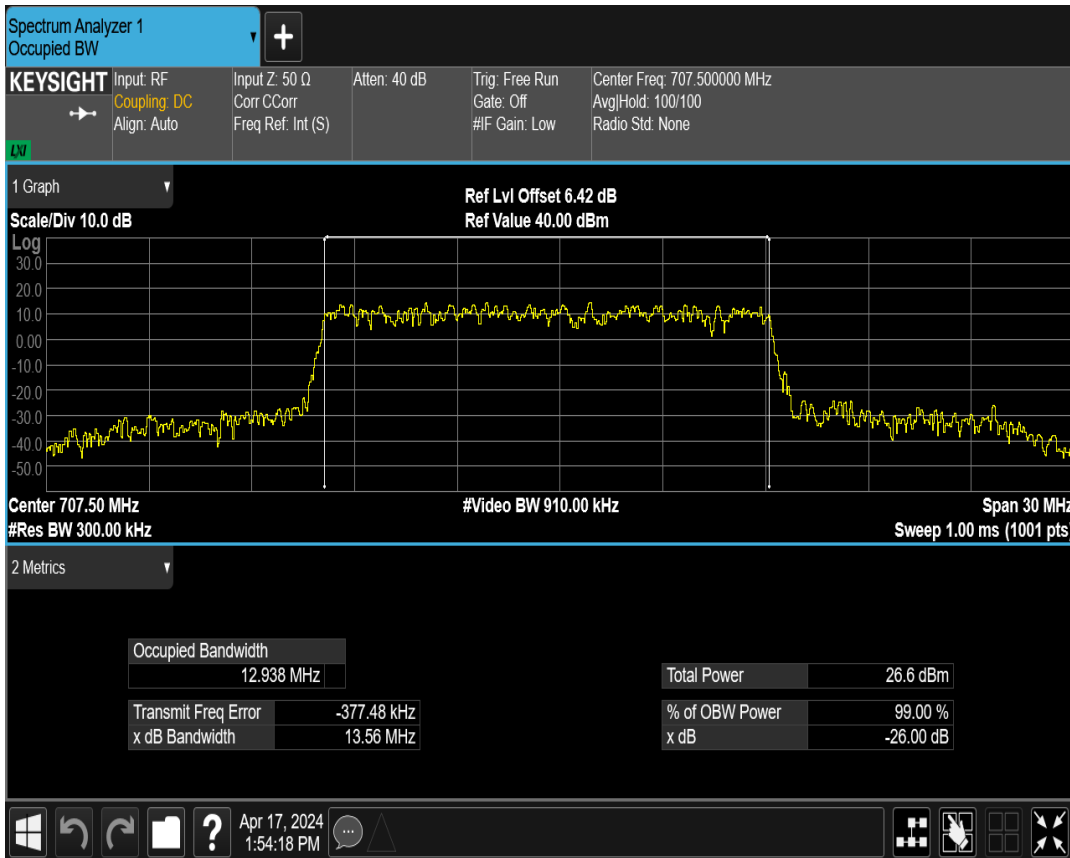 Spectrum Analyzer 1
Occupied BW
KEYSIGHT
LXI
Input: RF
Coupling: DC
Align: Auto
Input Z: 50 Ω
Corr CCorr
Freq Ref: Int (S)
Atten: 40 dB
Trig: Free Run
Gate: Off
#IF Gain: Low
Center Freq: 707.500000 MHz
Avg|Hold: 100/100
Radio Std: None
1 Graph
Scale/Div 10.0 dB
Ref Lvl Offset 6.42 dB
Ref Value 40.00 dBm
Log
30.0
20.0
10.0
0.00
-10.0
-20.0
-30.0
-40.0
-50.0
Center 707.50 MHz
#Video BW 910.00 kHz
Span 30 MHz
#Res BW 300.00 kHz
Sweep 1.00 ms (1001 pts)
2 Metrics
Occupied Bandwidth
12.938 MHz
Total Power 26.6 dBm
Transmit Freq Error -377.48 kHz
% of OBW Power 99.00 %
x dB Bandwidth 13.56 MHz
x dB -26.00 dB
?
Apr 17, 2024
1:54:18 PM